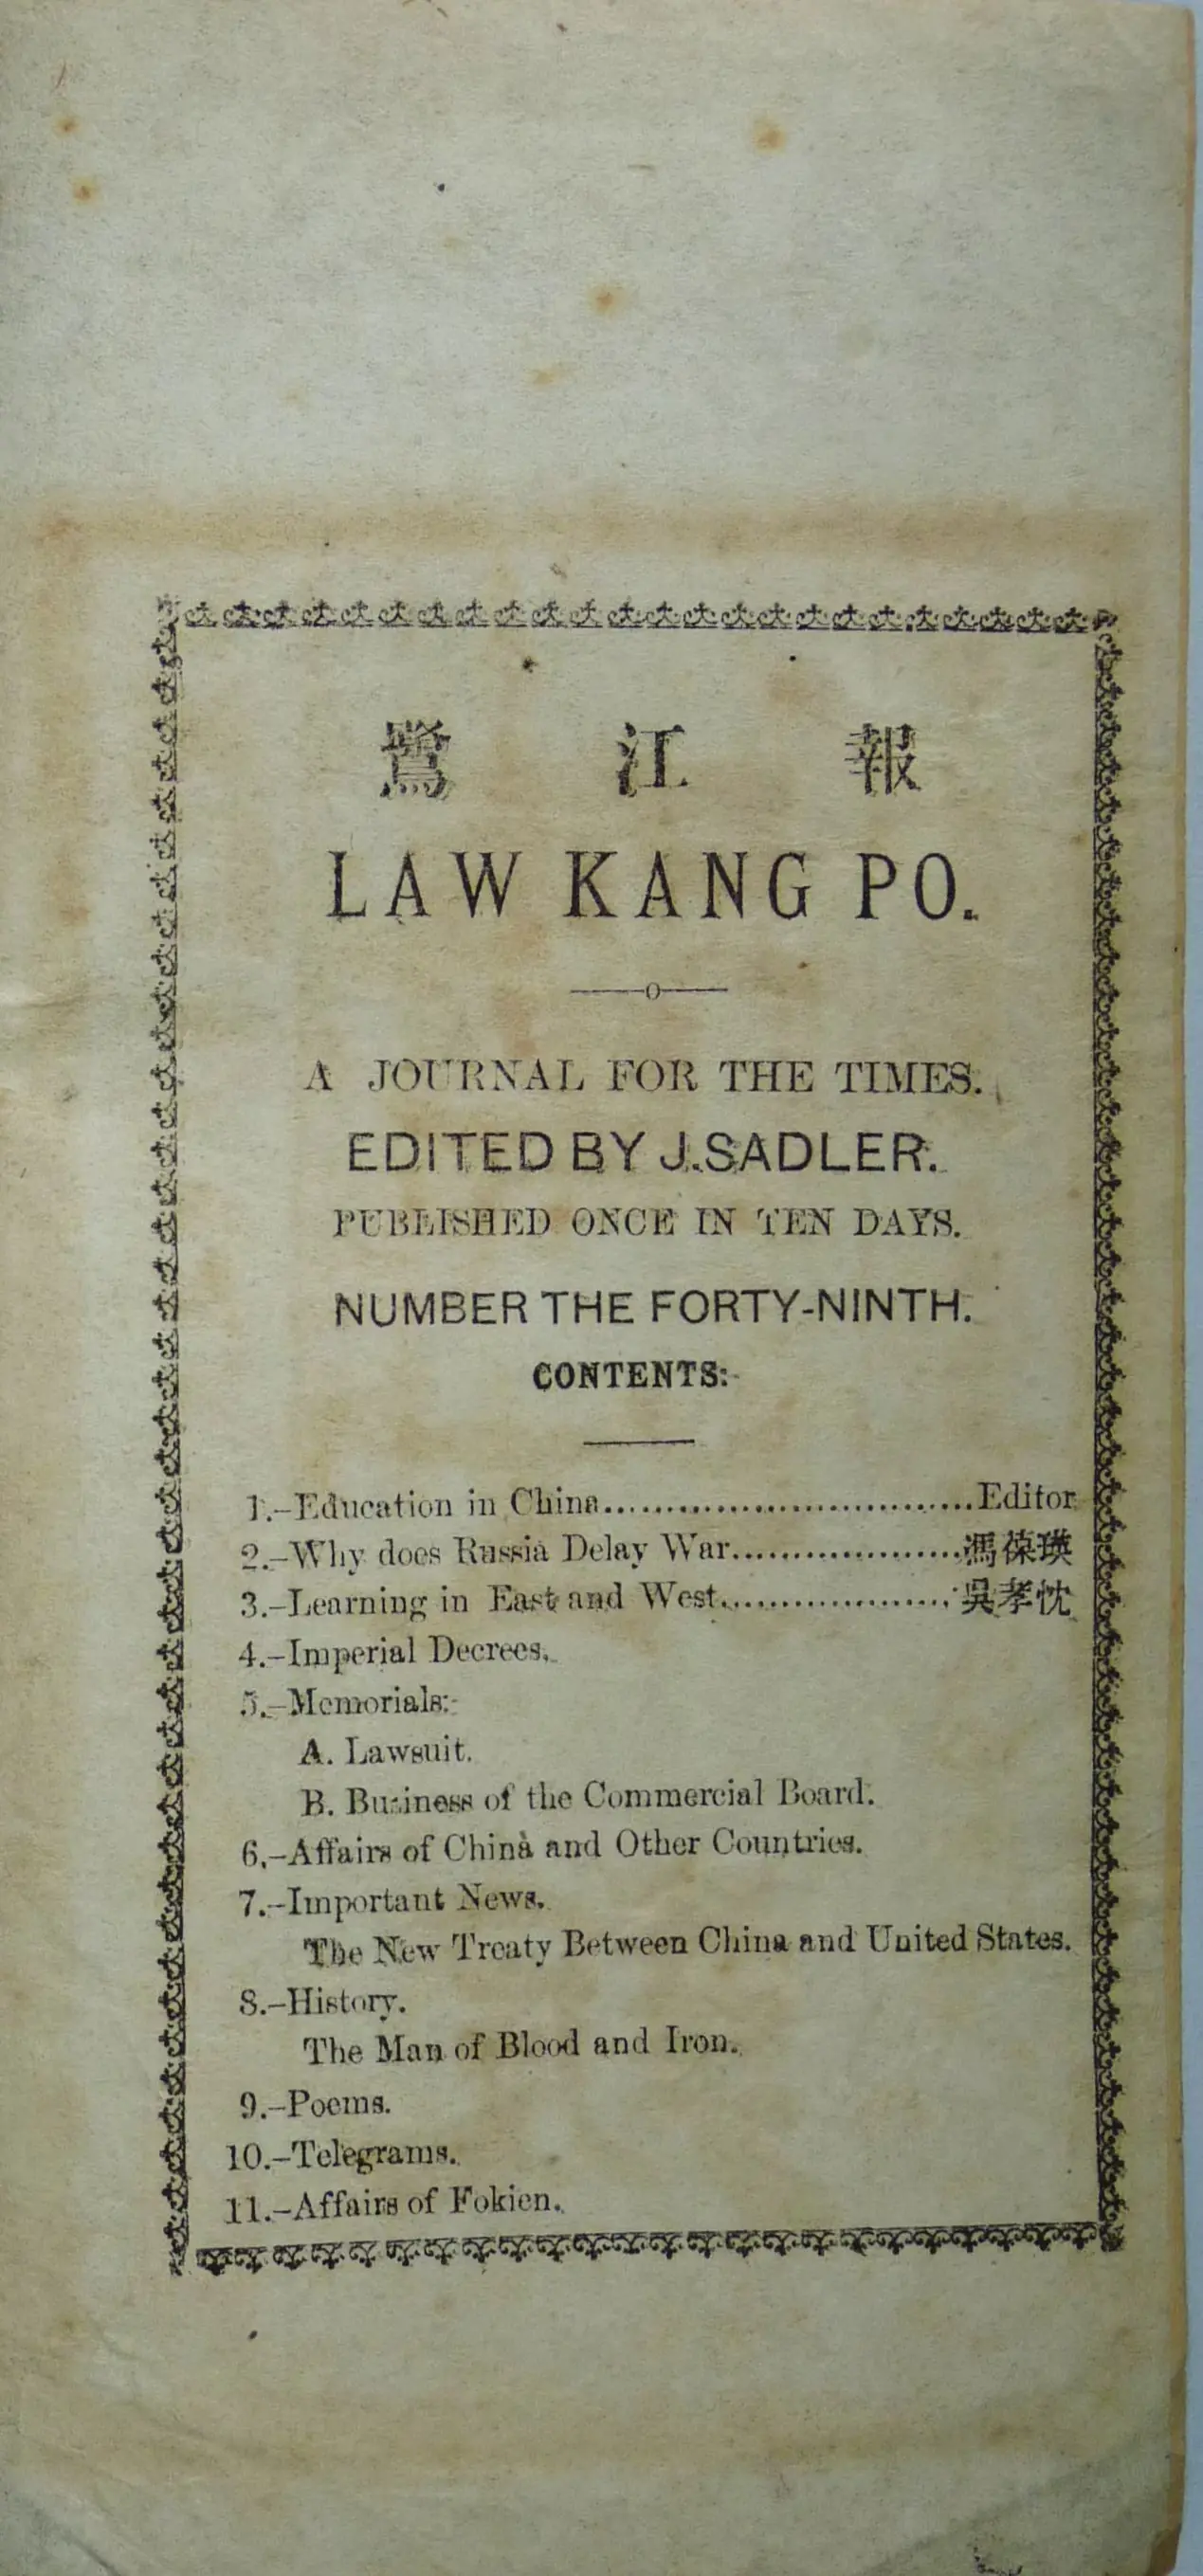 鷺江報
LAW KANG PO.
A JOURNAL FOR THE TIMES.
EDITED BY J. SADLER.
PUBLISHED ONCE IN TEN DAYS.
NUMBER THE FORTY-NINTH.
CONTENTS:-
1.-Education in China..............................Editor
2.-Why does Russia Delay War...................馮葆瑛
3.-Learning in East and West...................吳孝忱
4.-Imperial Decrees.
5.-Memorials:-
A. Lawsuit.
B. Business of the Commercial Board.
6.-Affairs of China and Other Countries.
7.-Important News.
The New Treaty Between China and United States.
8.-History.
The Man of Blood and Iron.
9.-Poems.
10.-Telegrams.
11.-Affairs of Fokien.